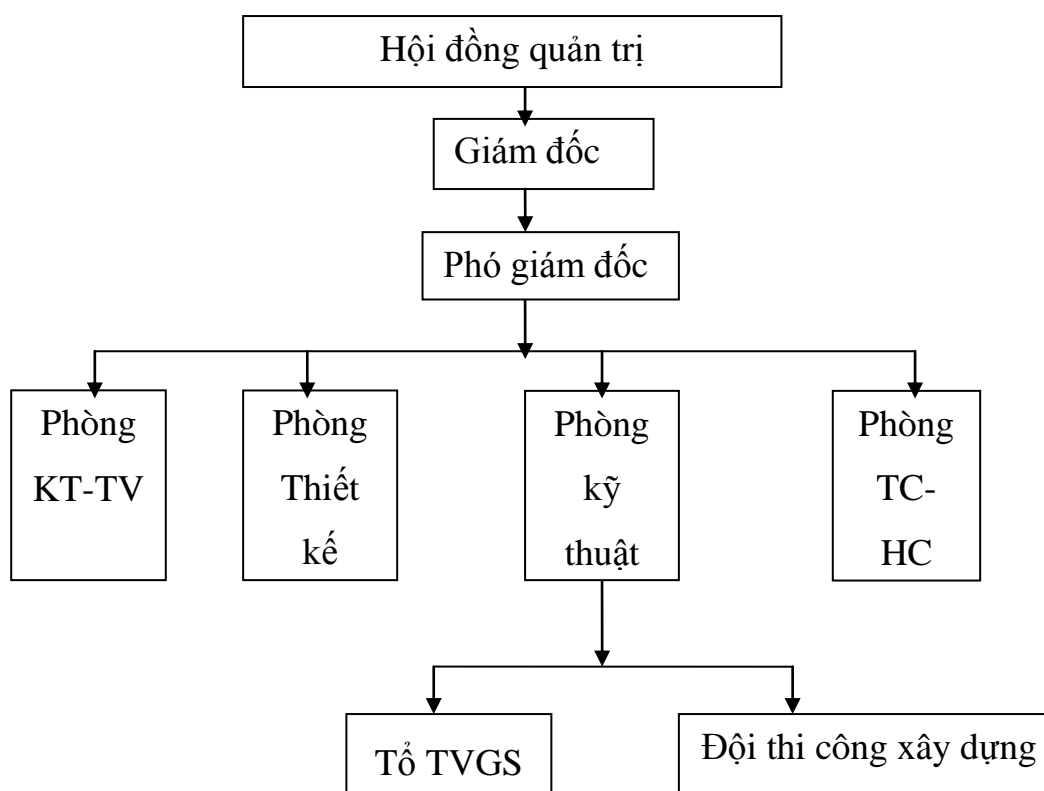 Hội đồng quản trị
Giám đốc
Phó giám đốc
Phòng
KT-TV
Phòng
Thiết
kế
Phòng
kỹ
thuật
Phòng
TC-
HC
Tổ TVGS
Đội thi công xây dựng